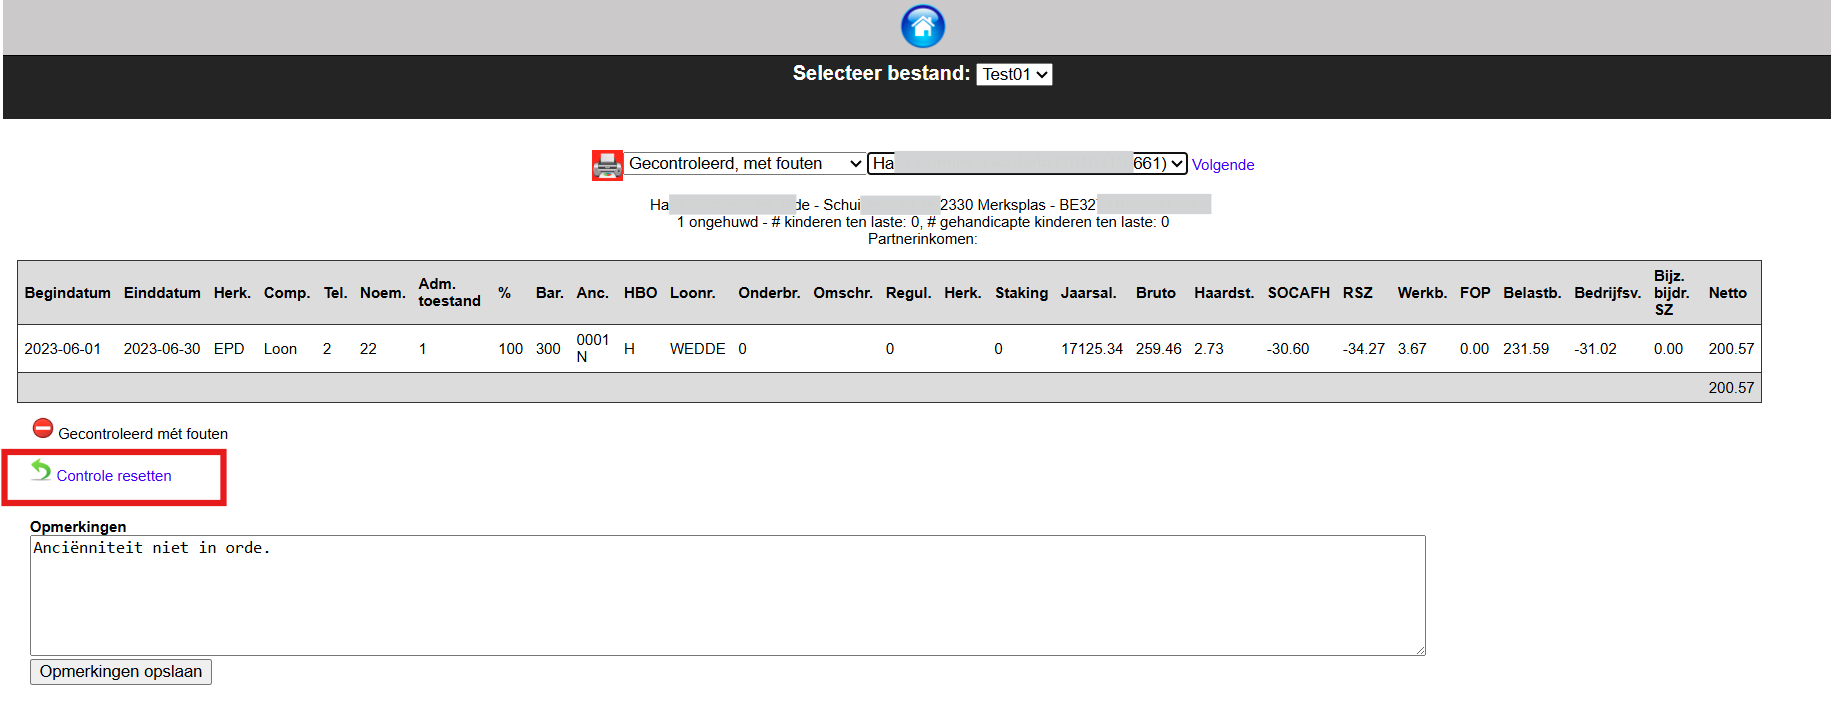 Selecteer bestand: Test01
Gecontroleerd, met fouten Ha 661) Volgende
Ha de - Schui 2330 Merksplas - BE32
1 ongehuwd - # kinderen ten laste: 0, # gehandicapte kinderen ten laste: 0
Partnerinkomen:
Begindatum Einddatum Herk. Comp. Tel. Noem. Adm. toestand % Bar. Anc. HBO Loonr. Onderbr. Omschr. Regul. Herk. Staking Jaarsal. Bruto Haardst. SOCAFH RSZ Werkb. FOP Belastb. Bedrijfsv. Bijz. bijdr. SZ Netto
2023-06-01 2023-06-30 EPD Loon 2 22 1 100 300 0001 N H WEDDE 0 0 0 17125.34 259.46 2.73 -30.60 -34.27 3.67 0.00 231.59 -31.02 0.00 200.57
200.57
Gecontroleerd mét fouten
Controle resetten
Opmerkingen
Anciënniteit niet in orde.
Opmerkingen opslaan